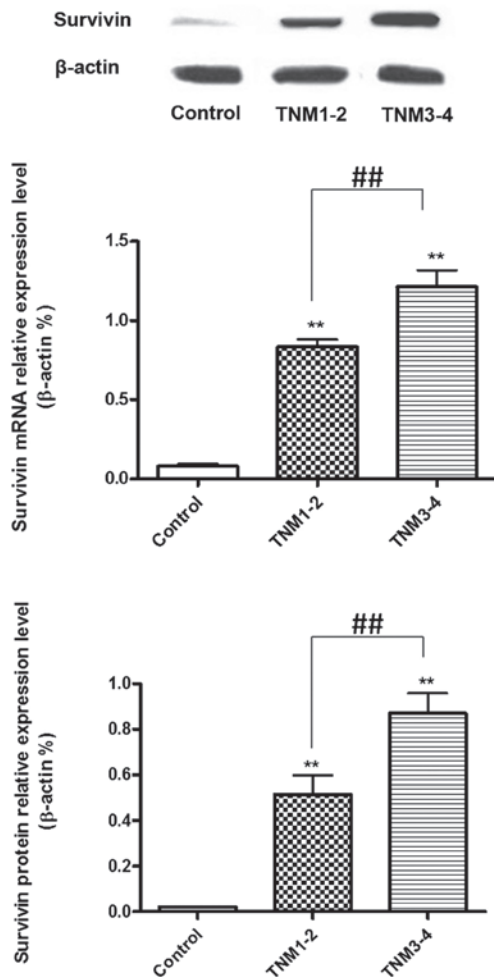 Survivin
β-actin
Control TNM1-2 TNM3-4
##
Survivin mRNA relative expression level
(β-actin %)
1.5
1.0
0.5
0.0
**
**
Control
TNM1-2
TNM3-4
##
Survivin protein relative expression level
(β-actin %)
1.0
0.8
0.6
0.4
0.2
0.0
**
**
Control
TNM1-2
TNM3-4